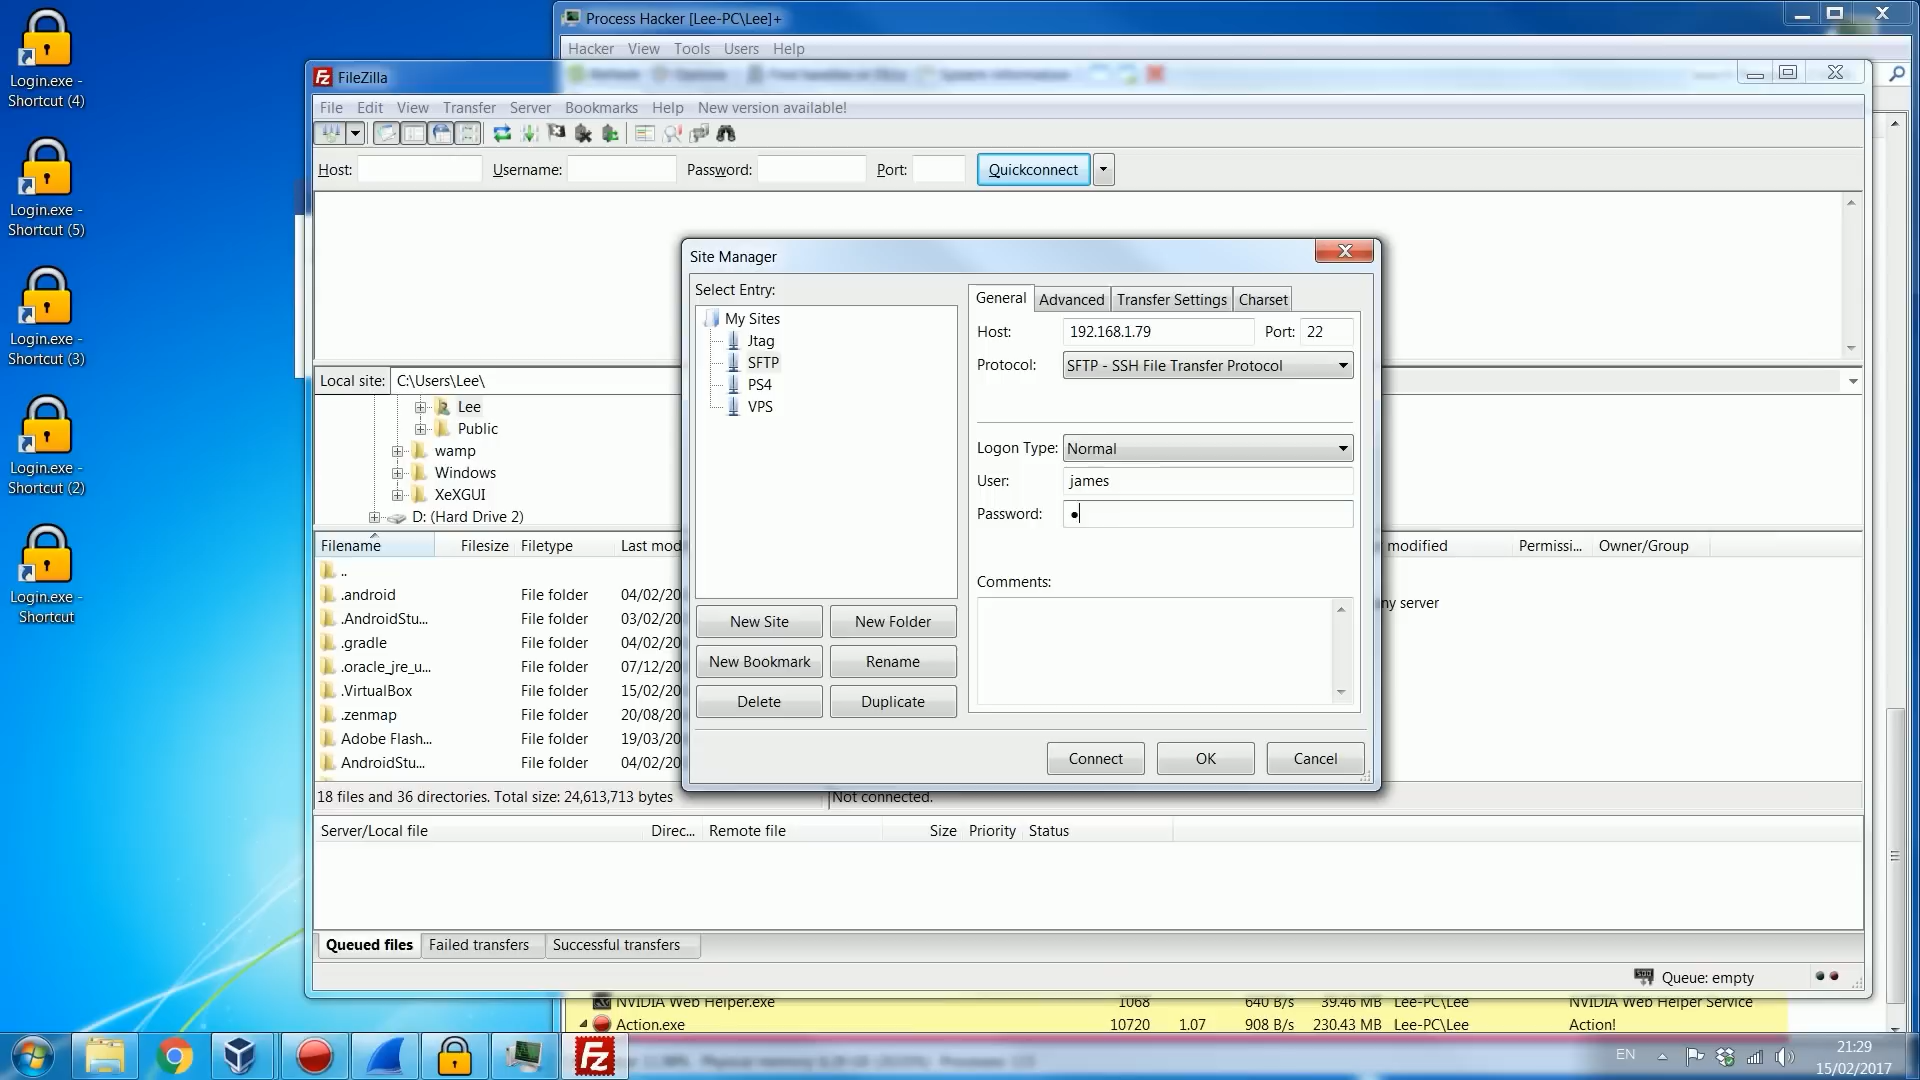 Login.exe -
Shortcut (4)
Login.exe -
Shortcut (5)
Login.exe -
Shortcut (3)
Login.exe -
Shortcut (2)
Login.exe -
Shortcut
Process Hacker [Lee-PC\Lee]+
Hacker View Tools Users Help
FileZilla
File Edit View Transfer Server Bookmarks Help New version available!
Host: Username: Password: Port: Quickconnect
Local site: C:\Users\Lee\
Lee
Public
wamp
Windows
XeXGUI
D: (Hard Drive 2)
Filename Filesize Filetype Last mod
..
.android File folder 04/02/20
.AndroidStu... File folder 03/02/20
.gradle File folder 04/02/20
.oracle_jre_u... File folder 07/12/20
.VirtualBox File folder 15/02/20
.zenmap File folder 20/08/20
Adobe Flash... File folder 19/03/20
AndroidStu... File folder 04/02/20
18 files and 36 directories. Total size: 24,613,713 bytes
Site Manager
Select Entry:
My Sites
Jtag
SFTP
PS4
VPS
New Site New Folder
New Bookmark Rename
Delete Duplicate
General Advanced Transfer Settings Charset
Host: 192.168.1.79 Port: 22
Protocol: SFTP - SSH File Transfer Protocol
Logon Type: Normal
User: james
Password: ●
Comments:
Connect OK Cancel
modified Permissi... Owner/Group
ny server
Not connected.
Server/Local file Direc... Remote file Size Priority Status
Queued files Failed transfers Successful transfers
Queue: empty
NVIDIA Web Helper.exe 1068 640 B/s 39.46 MB Lee-PC\Lee NVIDIA Web Helper Service
Action.exe 10720 1.07 908 B/s 230.43 MB Lee-PC\Lee Action!
EN
21:29
15/02/2017